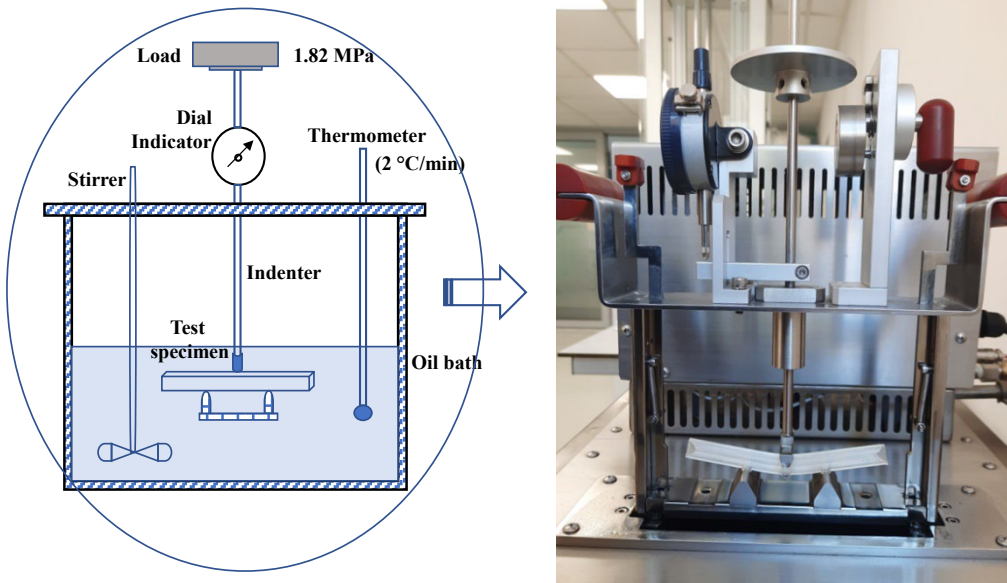 Load
1.82 MPa
Dial
Indicator
Thermometer
(2 °C/min)
Stirrer
Indenter
Test
specimen
Oil bath